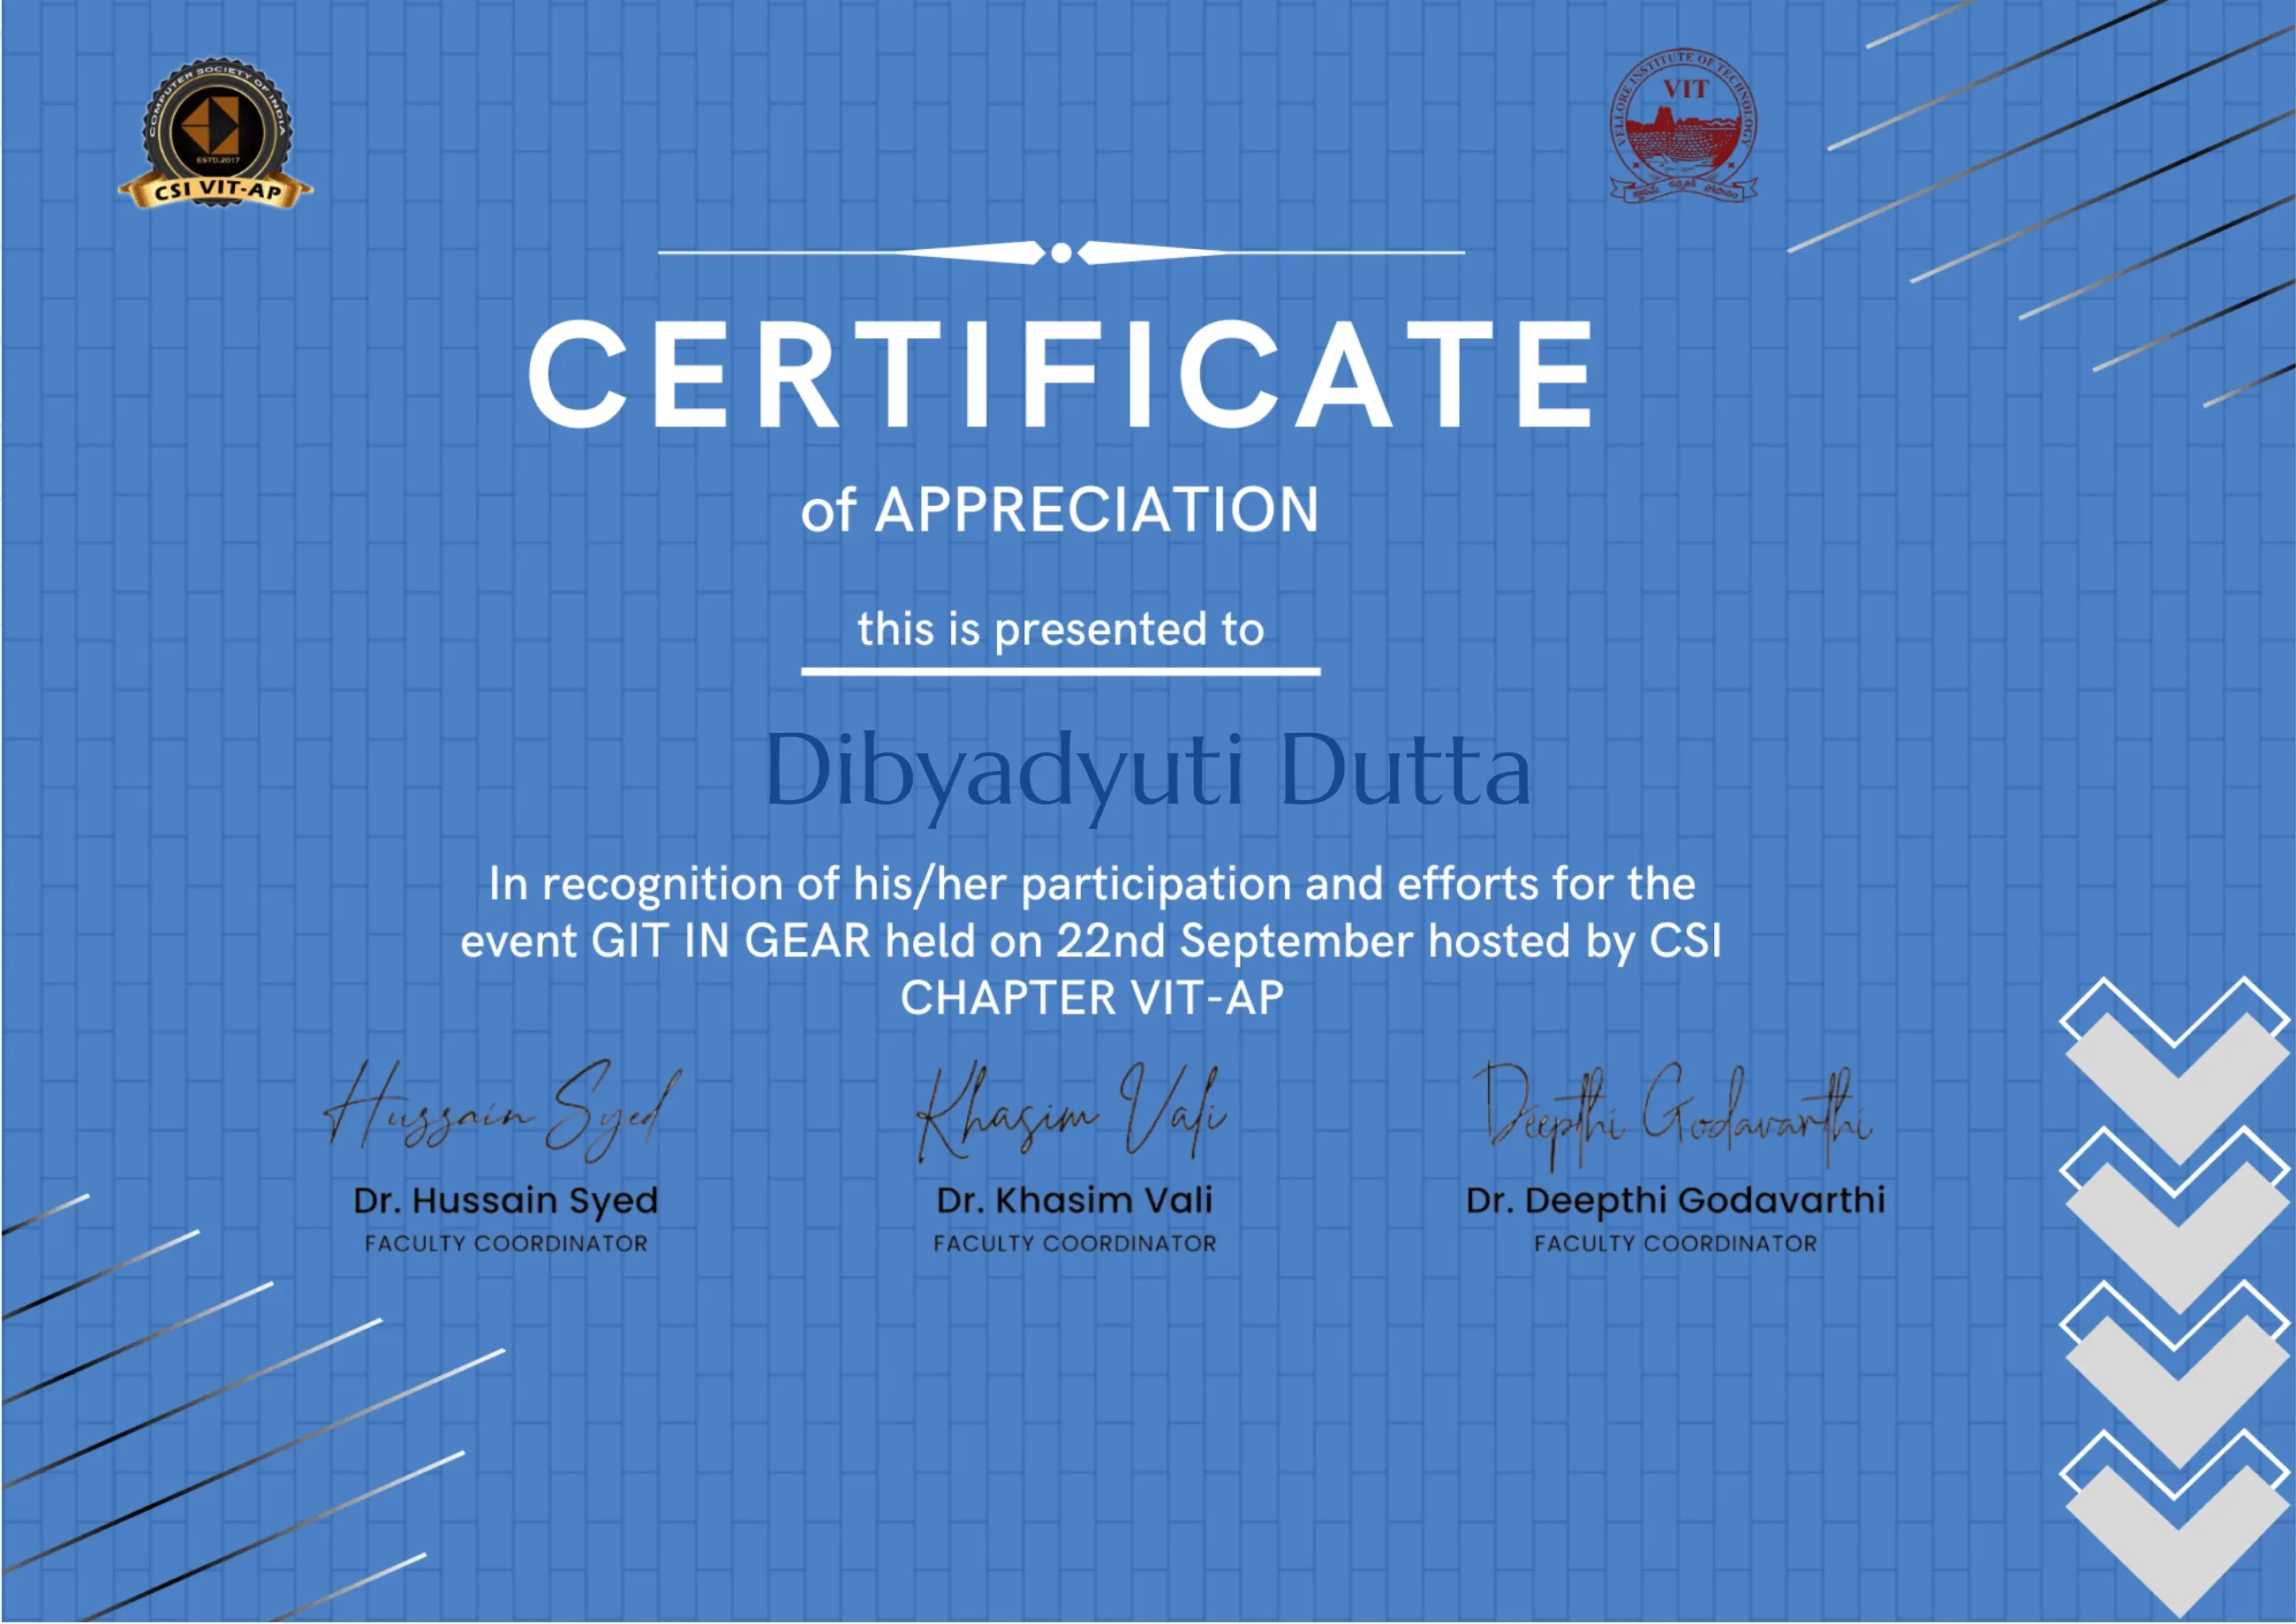 COMPUTER SOCIETY OF INDIA
ESTD.2017
CSI VIT-AP
VELLORE INSTITUTE OF TECHNOLOGY
VIT
CERTIFICATE
of APPRECIATION
this is presented to
Dibyadyuti Dutta
In recognition of his/her participation and efforts for the
event GIT IN GEAR held on 22nd September hosted by CSI
CHAPTER VIT-AP
Hussain Syed
Khasim Vali
Deepthi Godavarthi
Dr. Hussain Syed
Dr. Khasim Vali
Dr. Deepthi Godavarthi
FACULTY COORDINATOR
FACULTY COORDINATOR
FACULTY COORDINATOR